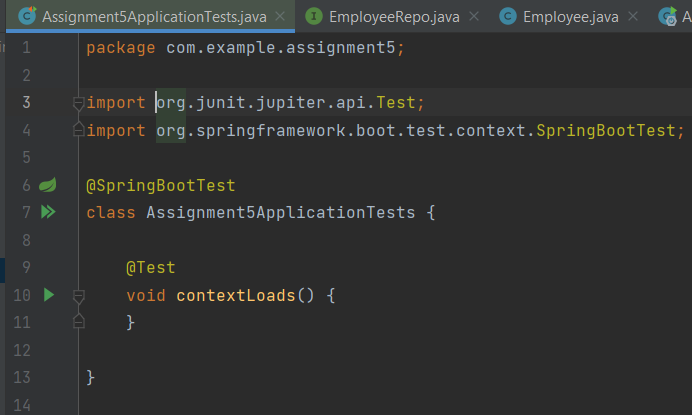 Assignment5ApplicationTests.java EmployeeRepo.java Employee.java A
1 package com.example.assignment5;
2
3 import org.junit.jupiter.api.Test;
4 import org.springframework.boot.test.context.SpringBootTest;
5
6 @SpringBootTest
7 class Assignment5ApplicationTests {
8
9 @Test
10 void contextLoads() {
11 }
12
13 }
14